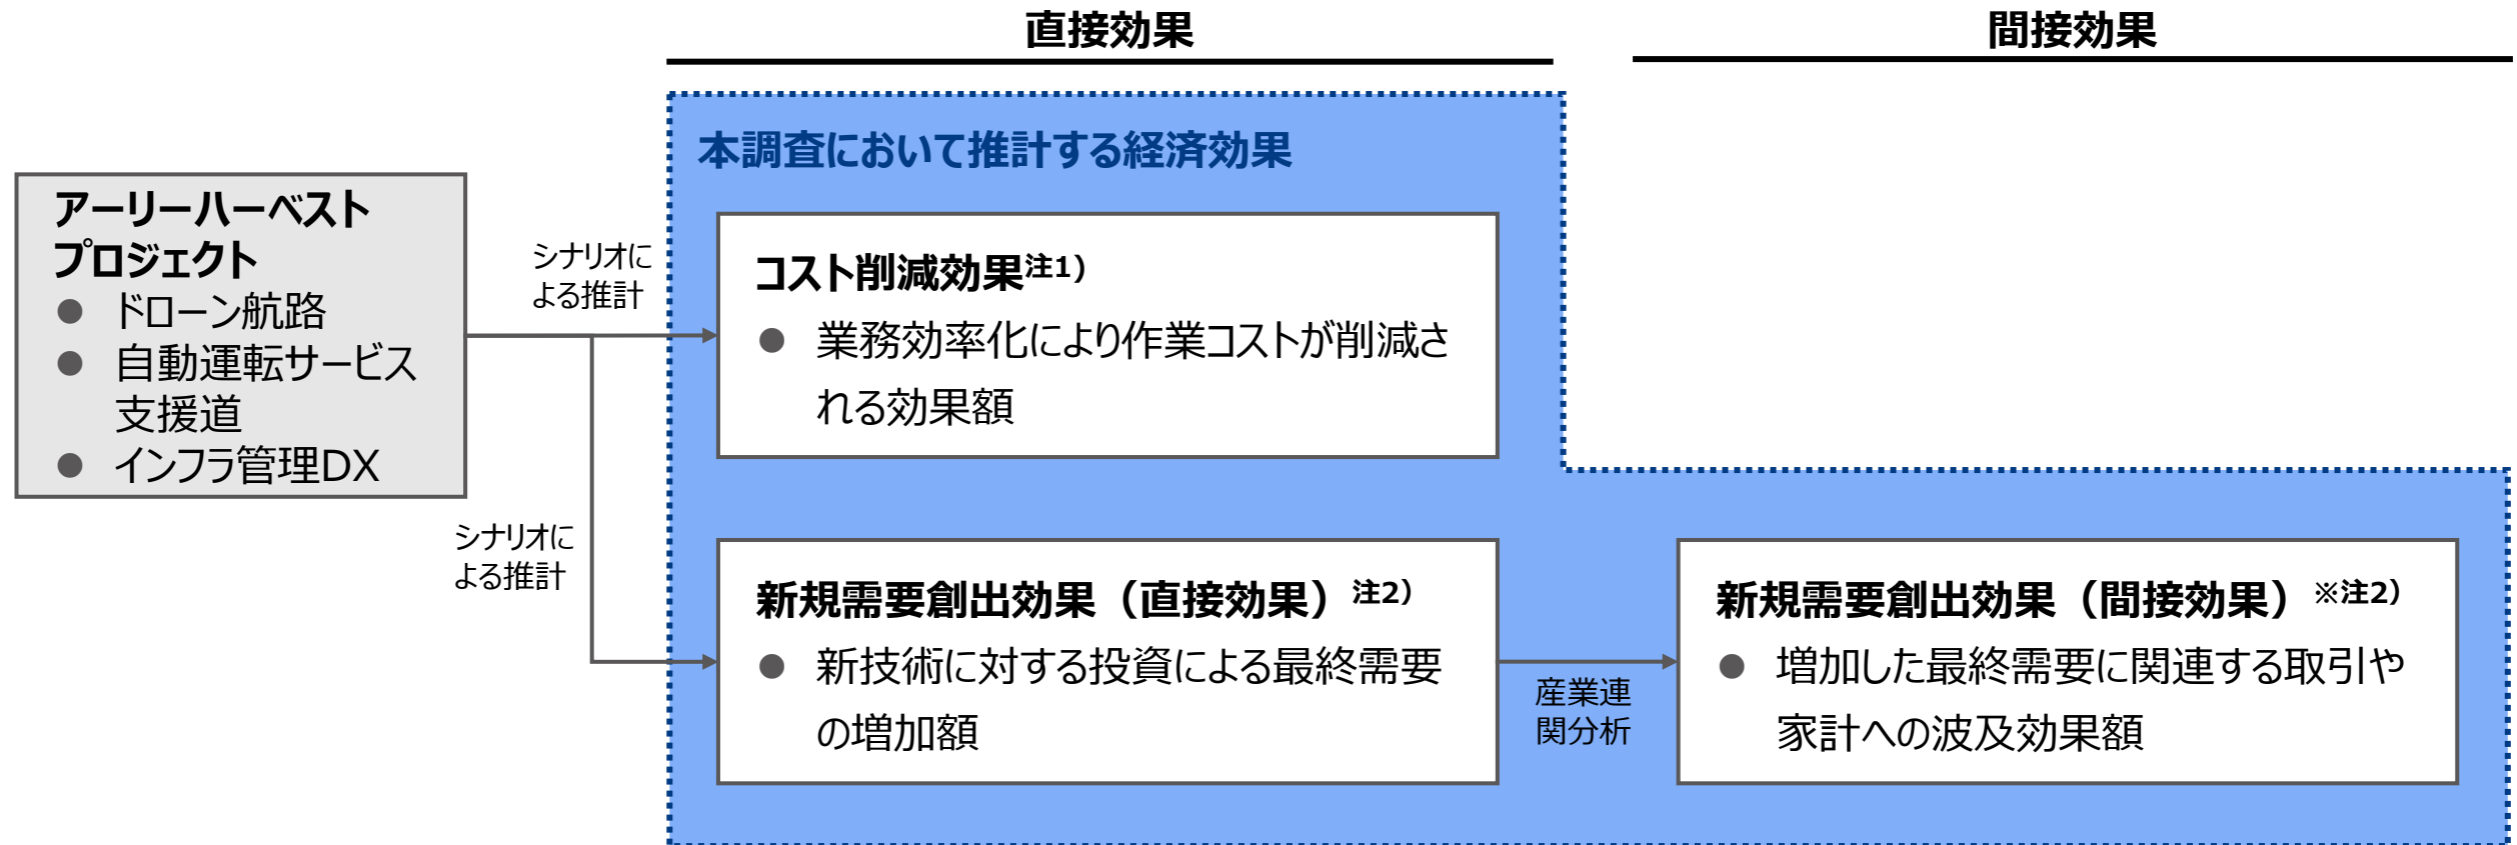 直接効果
間接効果
本調査において推計する経済効果
アーリーハーベスト
プロジェクト
● ドローン航路
● 自動運転サービス
支援道
● インフラ管理DX
シナリオに
よる推計
コスト削減効果注1)
● 業務効率化により作業コストが削減さ
れる効果額
シナリオに
よる推計
新規需要創出効果（直接効果）注2)
● 新技術に対する投資による最終需要
の増加額
産業連
関分析
新規需要創出効果（間接効果）※注2)
● 増加した最終需要に関連する取引や
家計への波及効果額